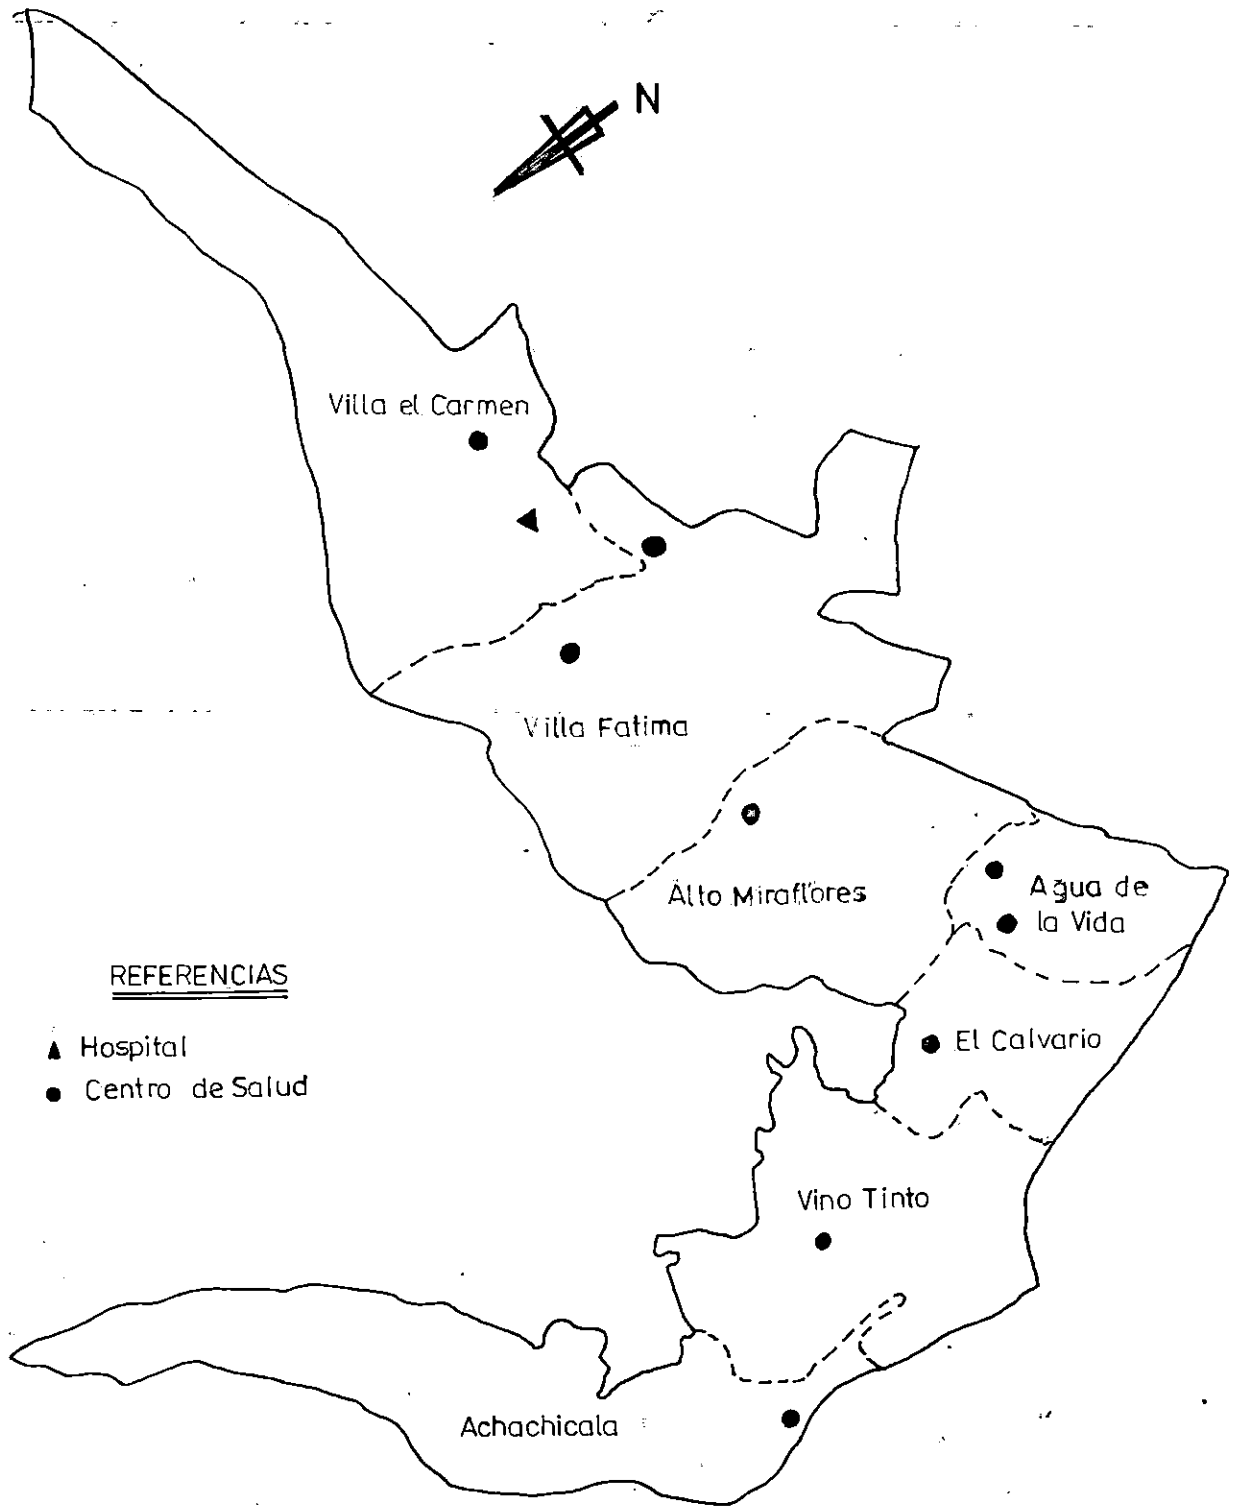 N
Villa el Carmen
Villa Fatima
Alto Miraflores
Agua de
la Vida
REFERENCIAS
Hospital
Centro de Salud
El Calvario
Vino Tinto
Achachicala